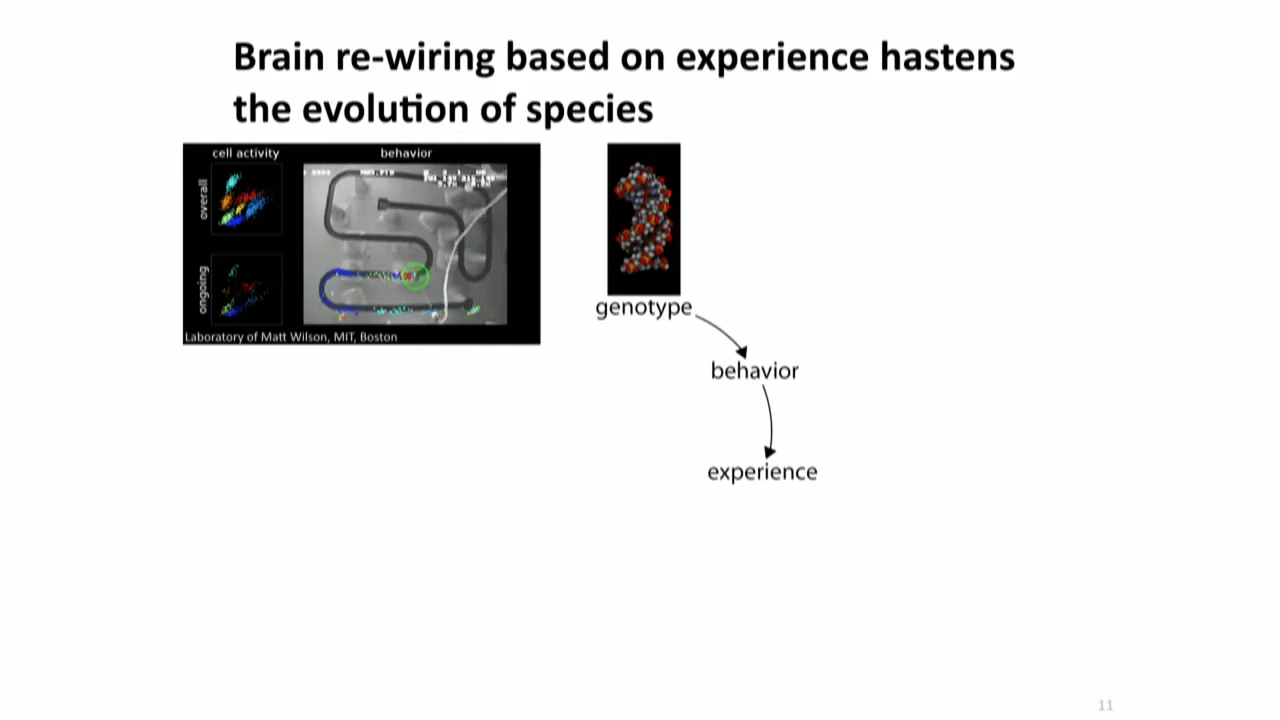 Brain re-wiring based on experience hastens
the evolution of species
cell activity
behavior
overall
ongoing
Laboratory of Matt Wilson, MIT, Boston
genotype
behavior
experience
11